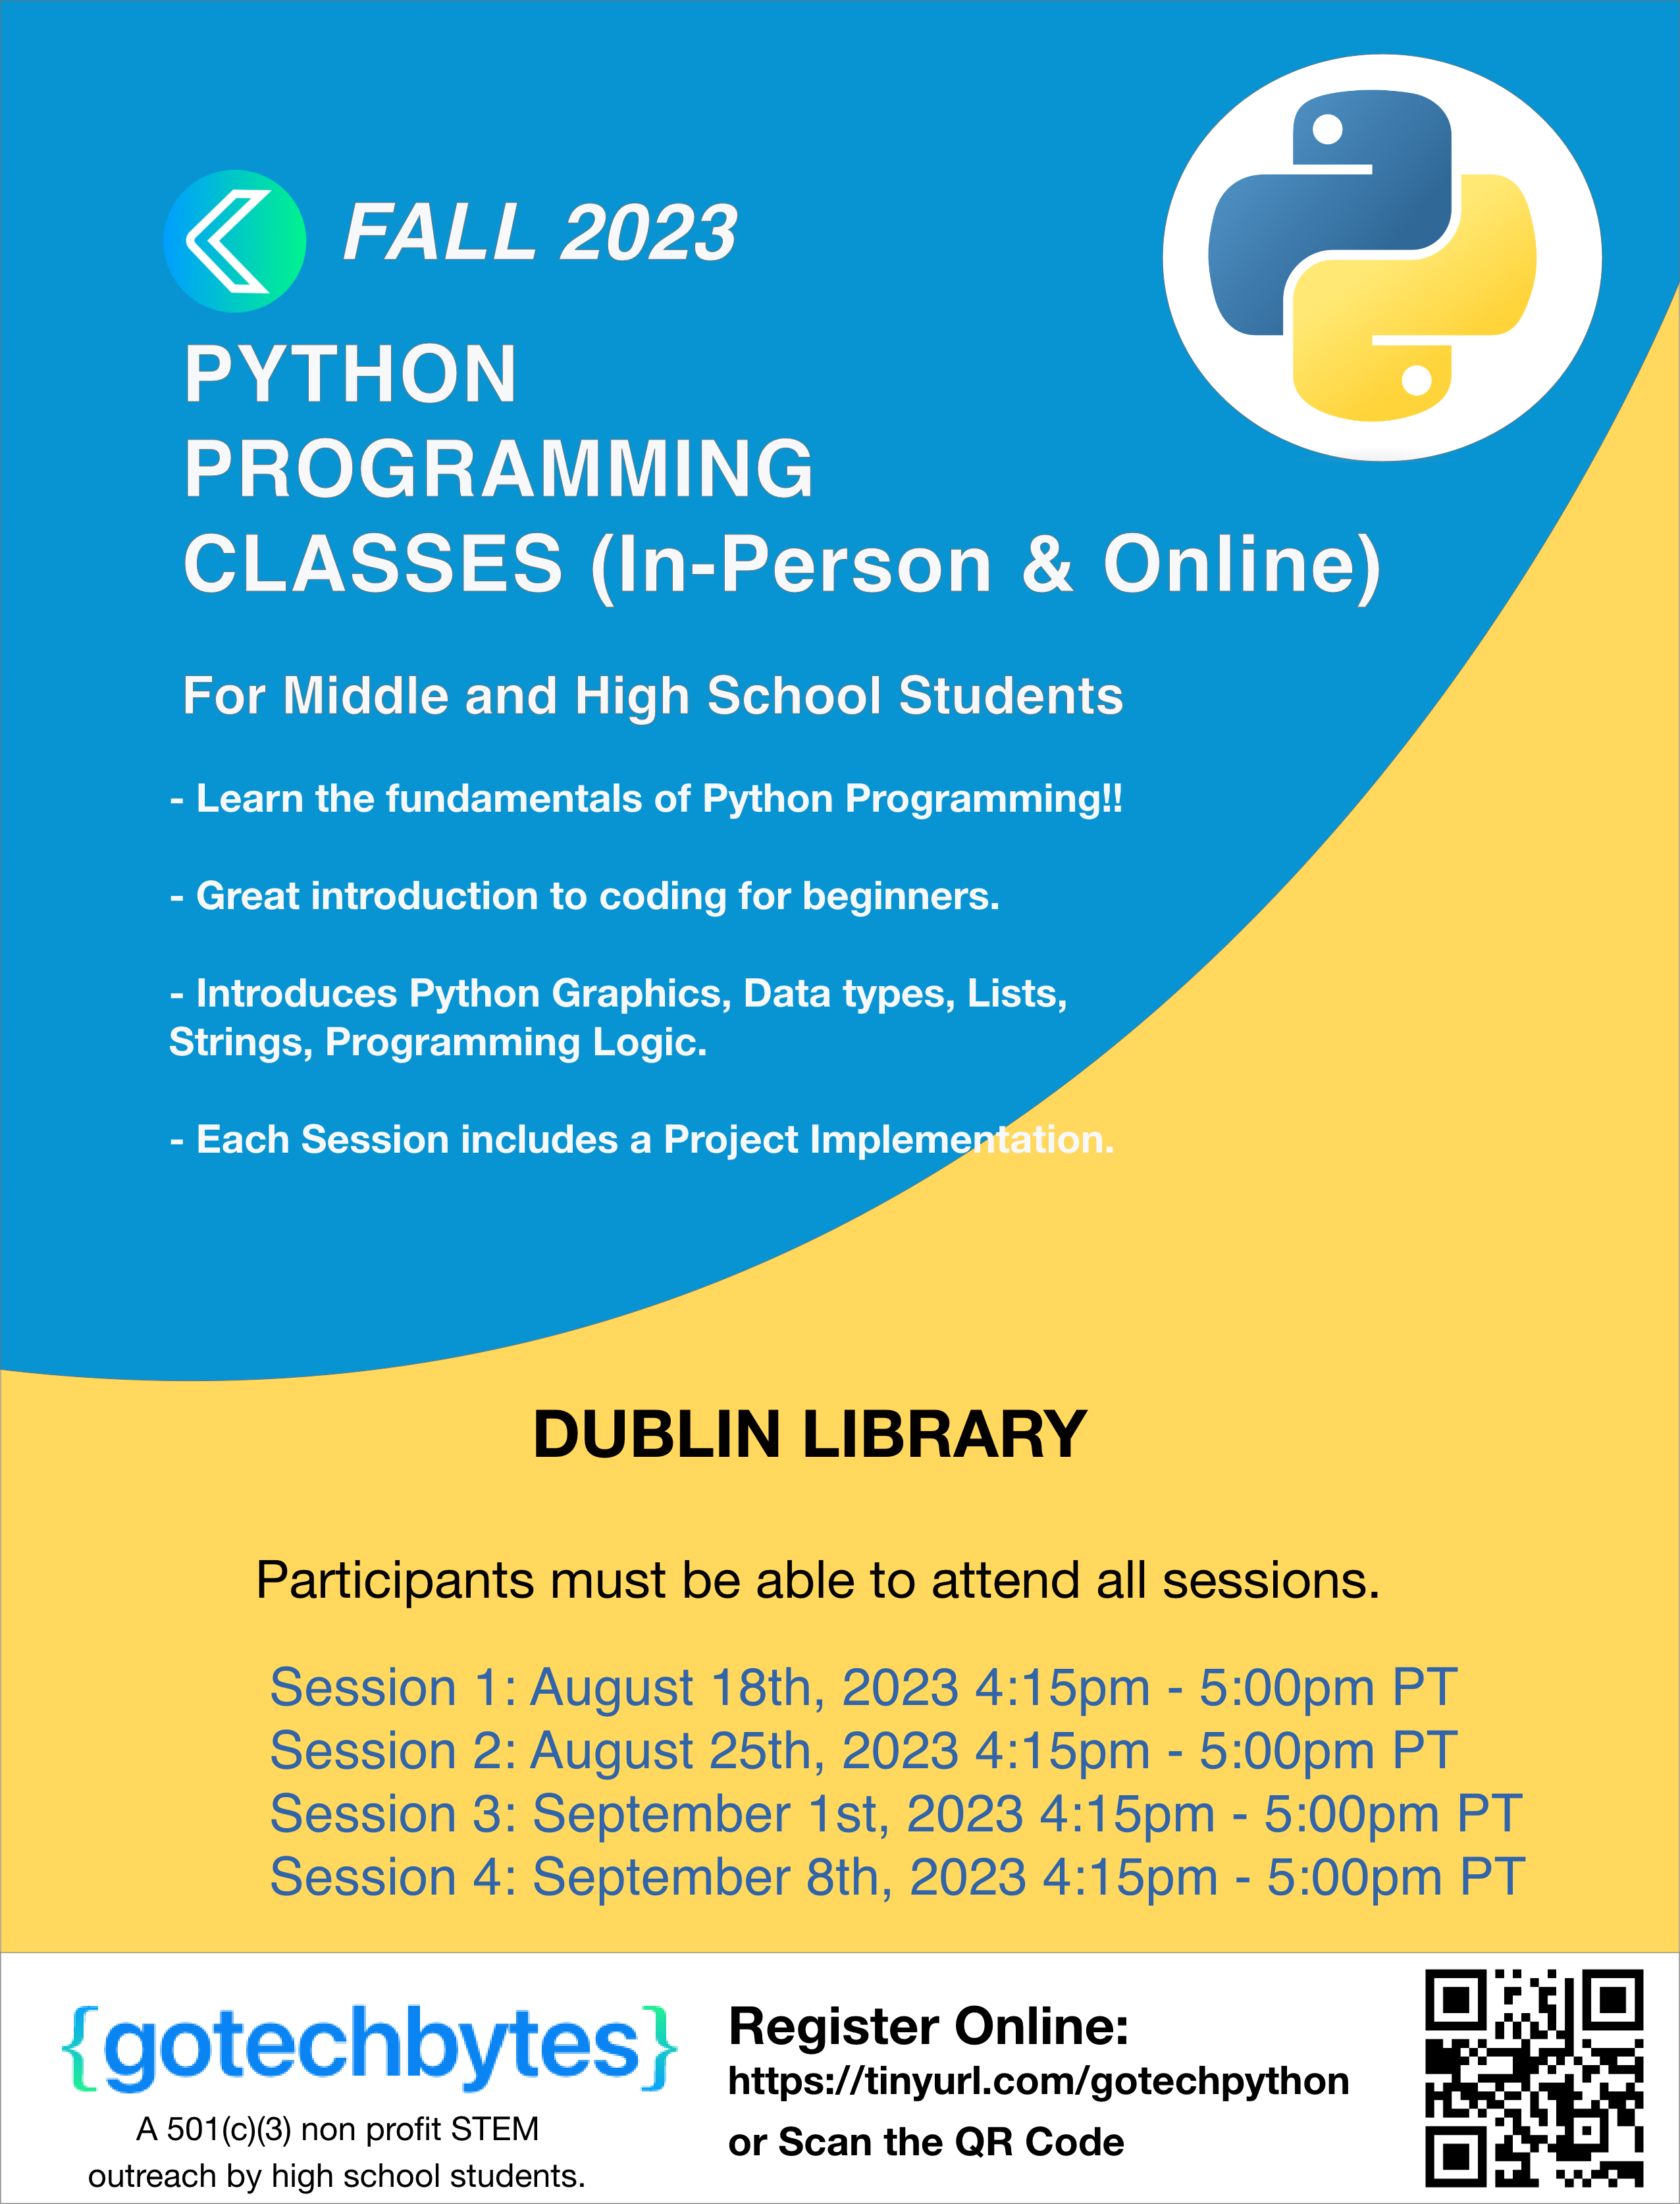 FALL 2023
PYTHON
PROGRAMMING
CLASSES (In-Person & Online)
For Middle and High School Students
- Learn the fundamentals of Python Programming!!
- Great introduction to coding for beginners.
- Introduces Python Graphics, Data types, Lists,
Strings, Programming Logic.
- Each Session includes a Project Implementation.
DUBLIN LIBRARY
Participants must be able to attend all sessions.
Session 1: August 18th, 2023 4:15pm - 5:00pm PT
Session 2: August 25th, 2023 4:15pm - 5:00pm PT
Session 3: September 1st, 2023 4:15pm - 5:00pm PT
Session 4: September 8th, 2023 4:15pm - 5:00pm PT
{gotechbytes}
A 501(c)(3) non profit STEM
outreach by high school students.
Register Online:
https://tinyurl.com/gotechpython
or Scan the QR Code